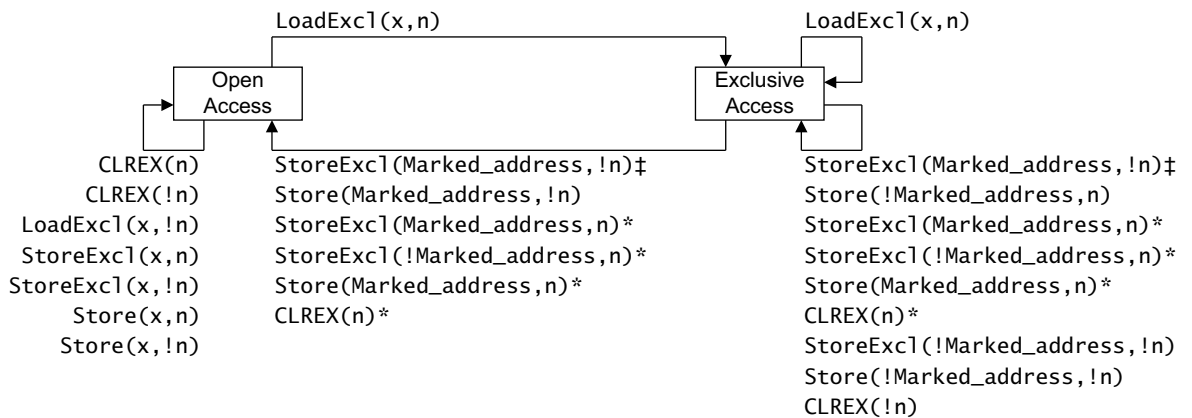 LoadExcl(x,n)
LoadExcl(x,n)
Open
Access
Exclusive
Access
CLREX(n)
CLREX(!n)
LoadExcl(x,!n)
StoreExcl(x,n)
StoreExcl(x,!n)
Store(x,n)
Store(x,!n)
StoreExcl(Marked_address,!n)‡
Store(Marked_address,!n)
StoreExcl(Marked_address,n)*
StoreExcl(!Marked_address,n)*
Store(Marked_address,n)*
CLREX(n)*
StoreExcl(Marked_address,!n)‡
Store(!Marked_address,n)
StoreExcl(Marked_address,n)*
StoreExcl(!Marked_address,n)*
Store(Marked_address,n)*
CLREX(n)*
StoreExcl(!Marked_address,!n)
Store(!Marked_address,!n)
CLREX(!n)